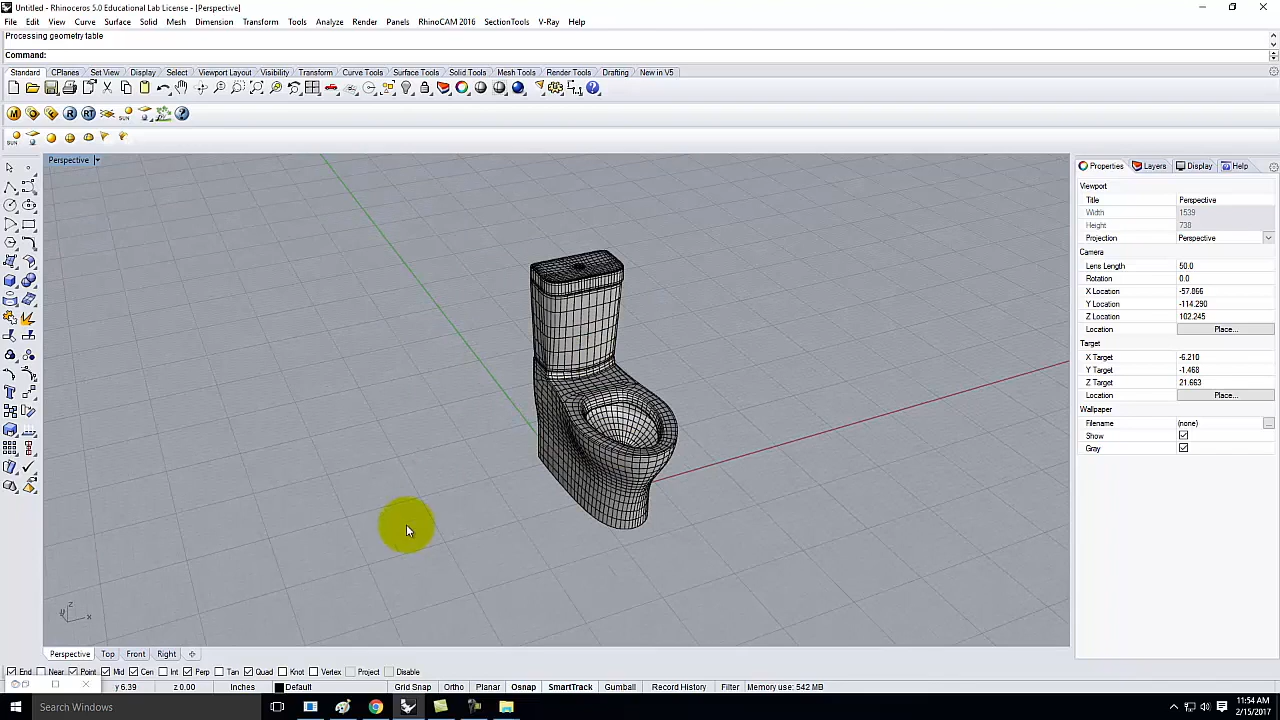 Untitled - Rhinoceros 5.0 Educational Lab License - [Perspective]
File Edit View Curve Surface Solid Mesh Dimension Transform Tools Analyze Render Panels RhinoCAM 2016 SectionTools V-Ray Help
Processing geometry table
Command:
Standard CPlanes Set View Display Select Viewport Layout Visibility Transform Curve Tools Surface Tools Solid Tools Mesh Tools Render Tools Drafting New in V5
M R RT SUN
SUN
Perspective
Properties Layers Display Help
Viewport
Title Perspective
Width 1539
Height 738
Projection Perspective
Camera
Lens Length 50.0
Rotation 0.0
X Location -57.866
Y Location -114.290
Z Location 102.245
Location Place...
Target
X Target -6.210
Y Target -1.468
Z Target 21.663
Location Place...
Wallpaper
Filename (none) ...
Show
Gray
z
y x
Perspective Top Front Right
End Near Point Mid Cen Int Perp Tan Quad Knot Vertex Project Disable
y 6.39 z 0.00 Inches Default Grid Snap Ortho Planar Osnap SmartTrack Gumball Record History Filter Memory use: 542 MB
Search Windows
11:54 AM
2/15/2017